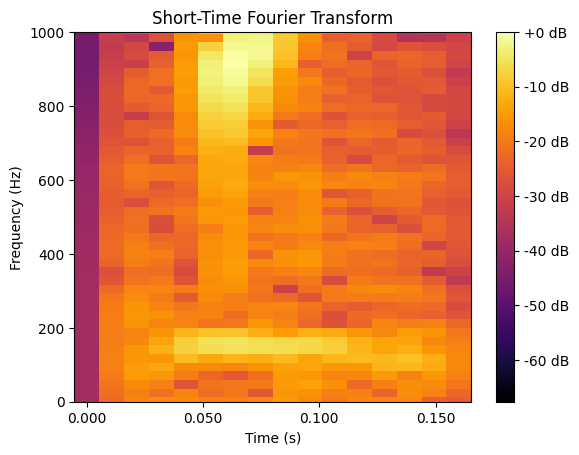 Short-Time Fourier Transform
1000
800
600
400
200
0
Frequency (Hz)
0.000
0.050
0.100
0.150
Time (s)
+0 dB
-10 dB
-20 dB
-30 dB
-40 dB
-50 dB
-60 dB